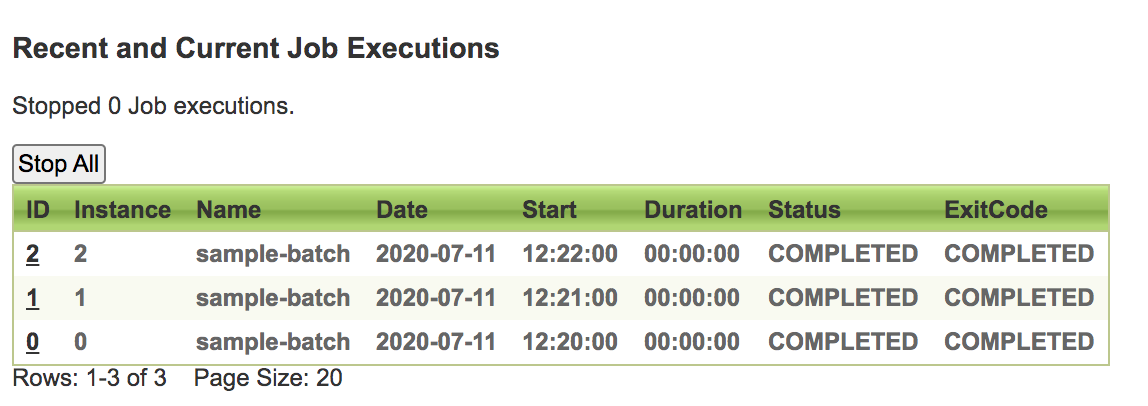 Recent and Current Job Executions
Stopped 0 Job executions.
Stop All
ID Instance Name Date Start Duration Status ExitCode
2 2 sample-batch 2020-07-11 12:22:00 00:00:00 COMPLETED COMPLETED
1 1 sample-batch 2020-07-11 12:21:00 00:00:00 COMPLETED COMPLETED
0 0 sample-batch 2020-07-11 12:20:00 00:00:00 COMPLETED COMPLETED
Rows: 1-3 of 3 Page Size: 20